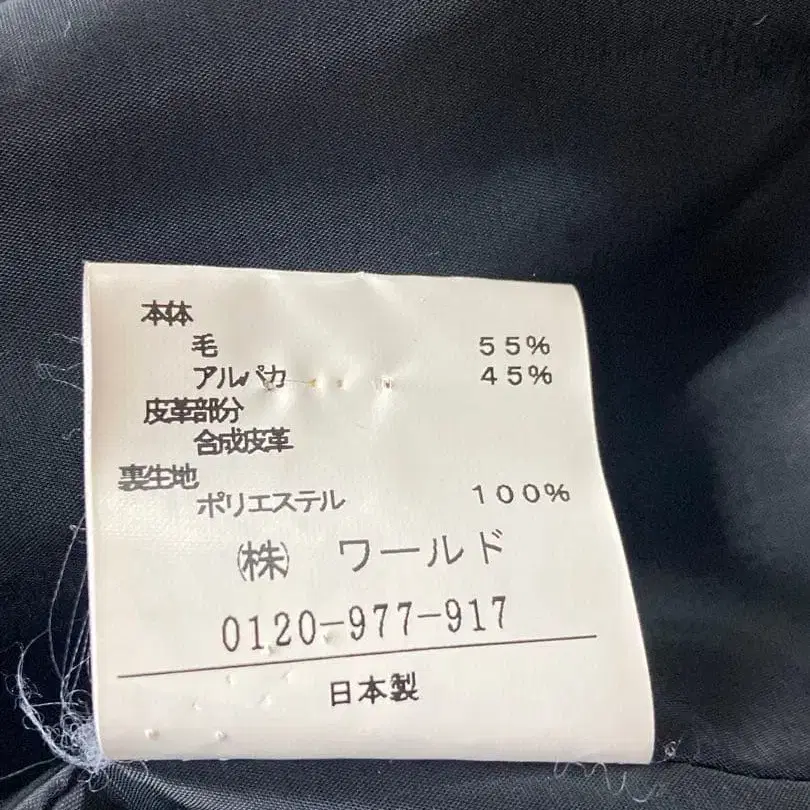 本体
毛 55%
アルパカ 45%
皮革部分
合成皮革
裏生地
ポリエステル 100%
㈱ ワールド
0120-977-917
日本製